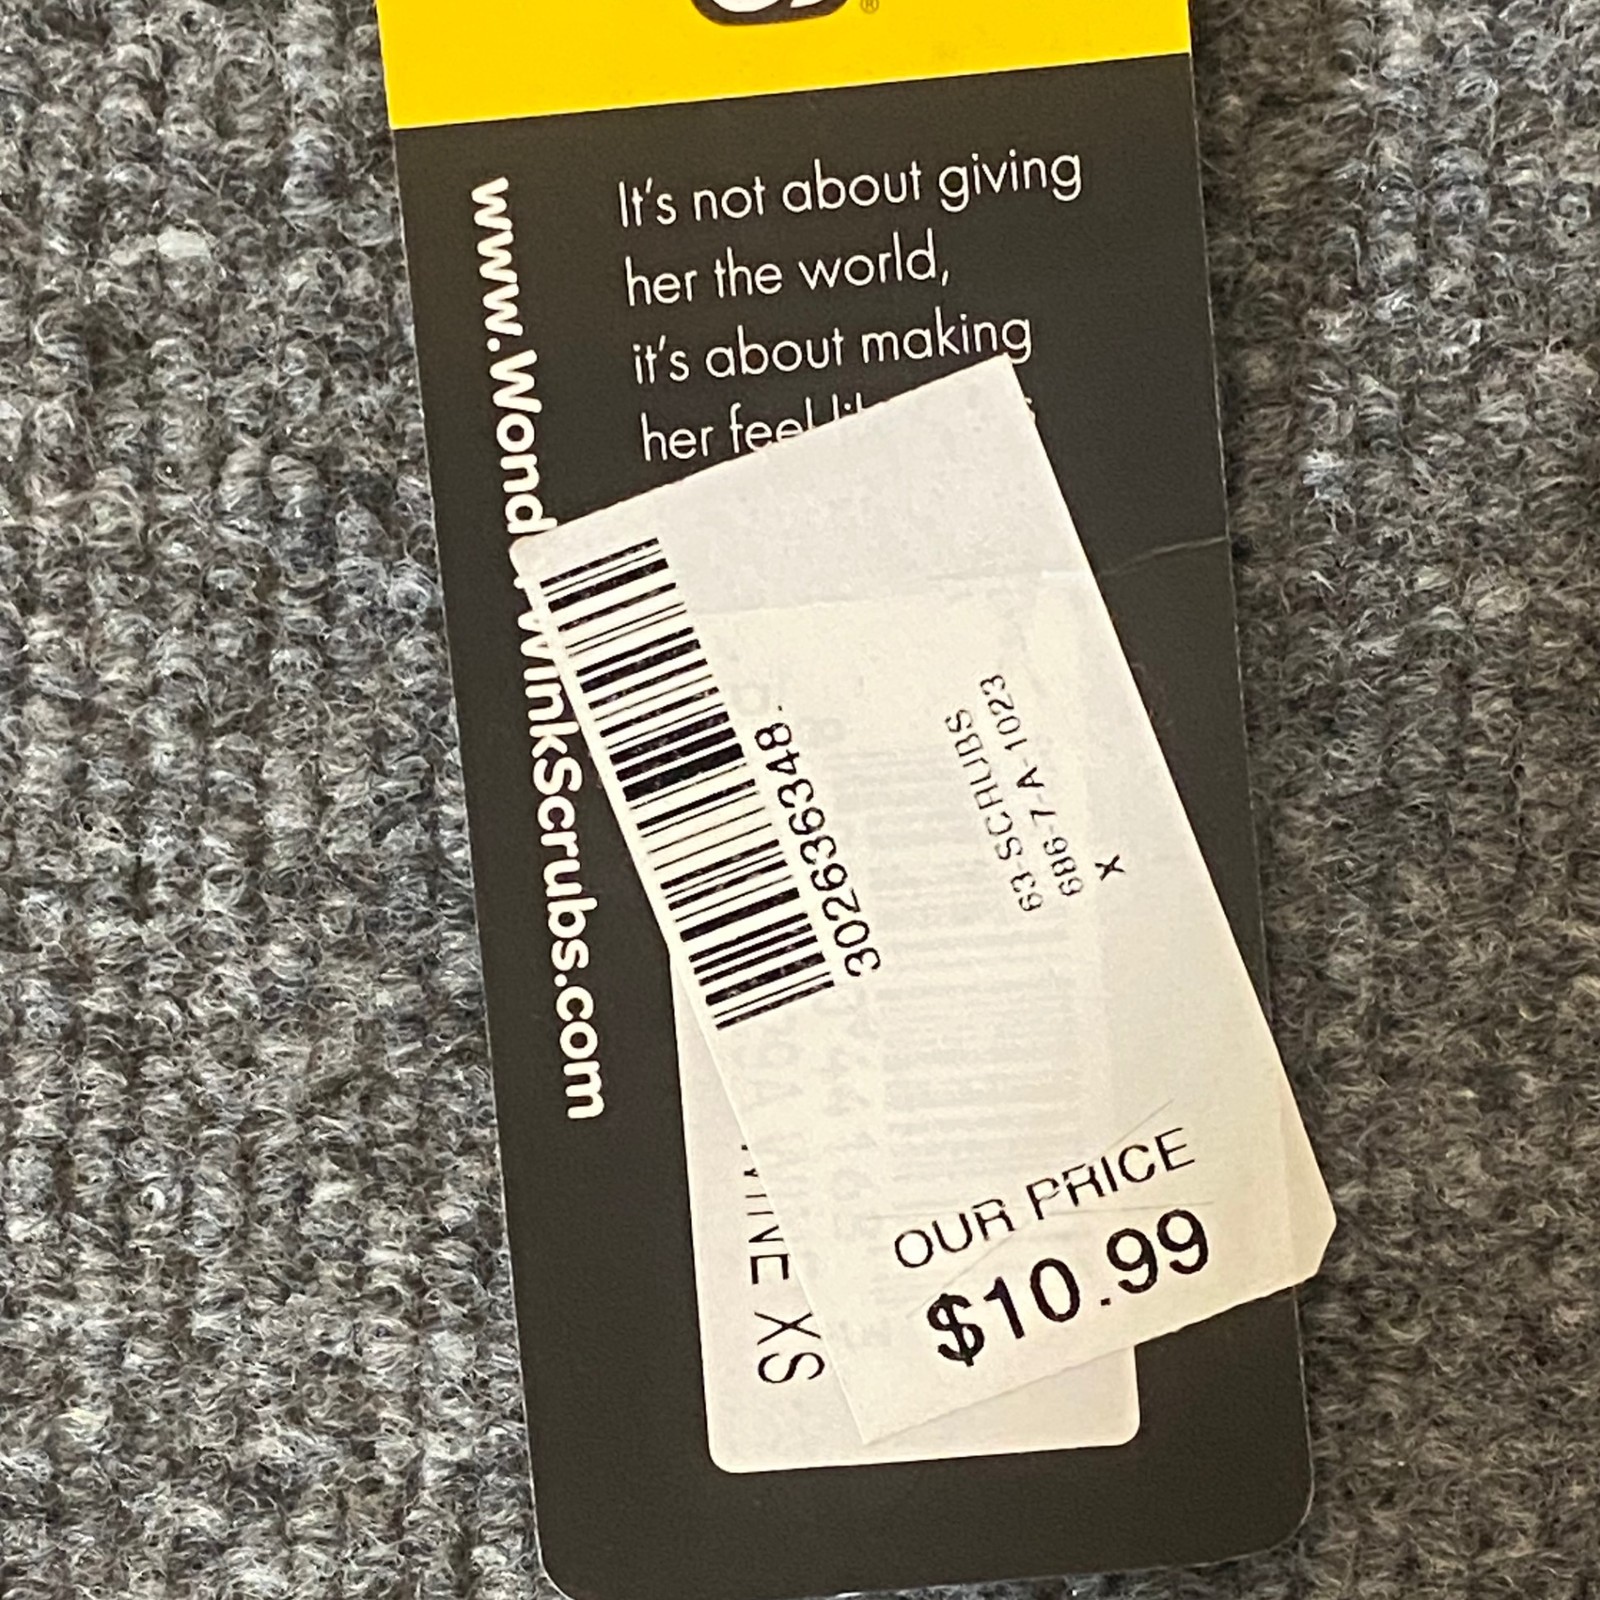 ®
It's not about giving
her the world,
it's about making
her feel
www.Wond winkScrubs.com
30263636348
63-SCRUBS
686-7-A-1023
X
OUR PRICE
$10.99
XS